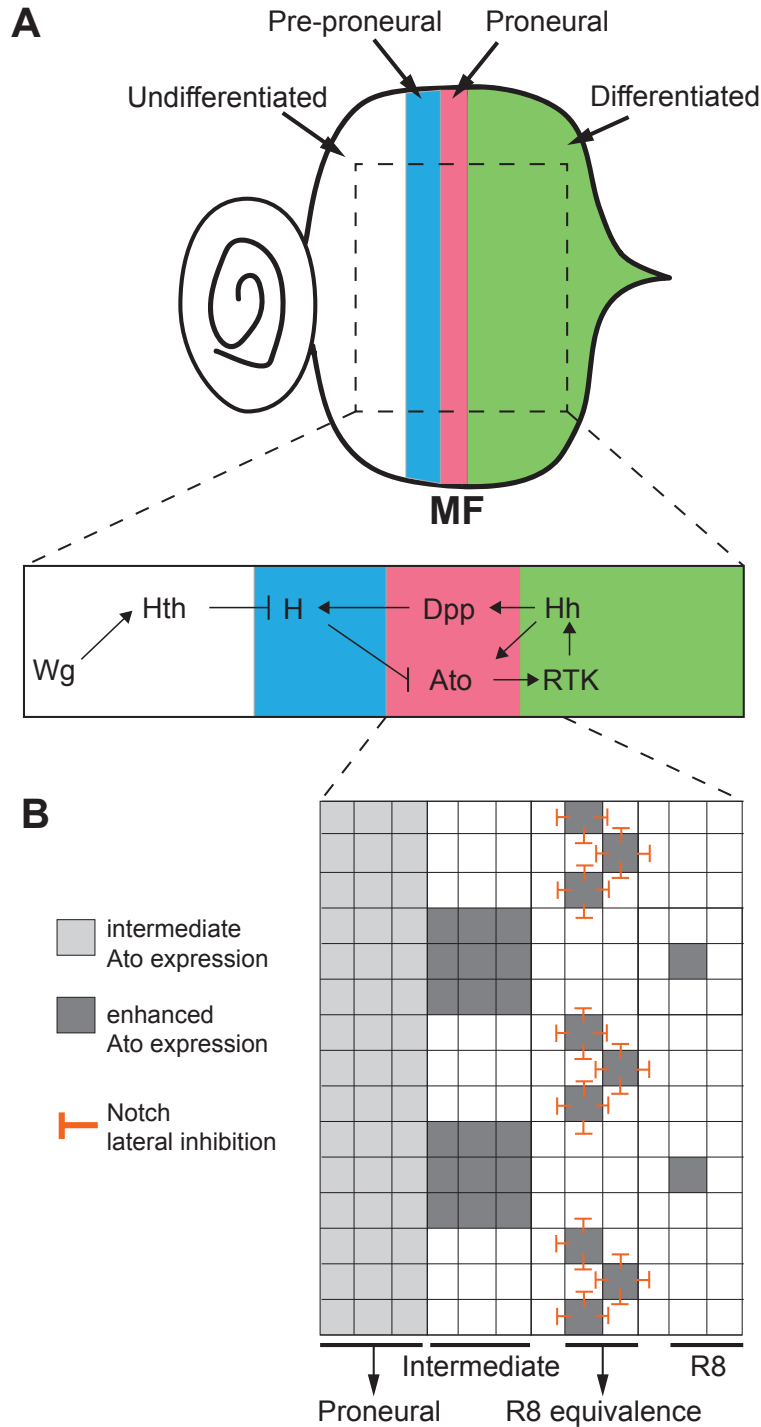 A
Pre-proneural
Proneural
Undifferentiated
Differentiated
MF
Hth
H
Dpp
Hh
Wg
Ato
RTK
B
intermediate
Ato expression
enhanced
Ato expression
Notch
lateral inhibition
Intermediate
R8
Proneural
R8 equivalence